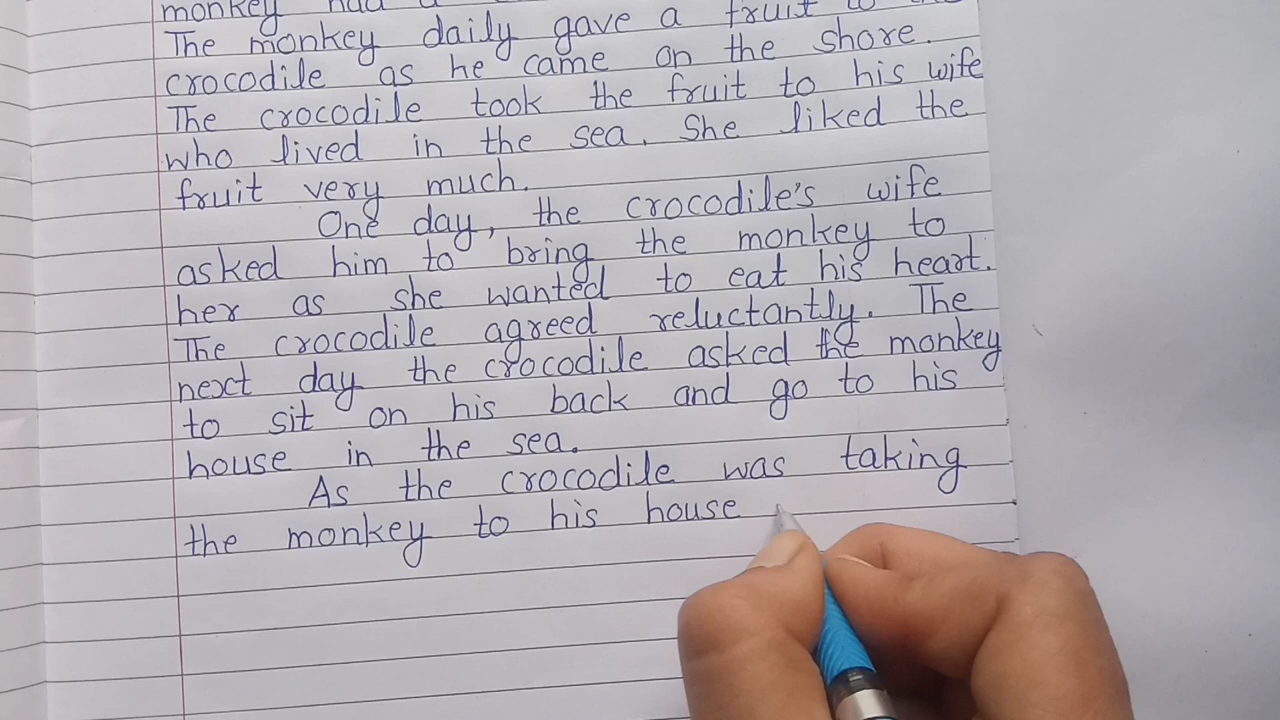 monkey had a
The monkey daily gave a fruit to the
crocodile as he came on the shore.
The crocodile took the fruit to his wife
who lived in the sea. She liked the
fruit very much.
One day, the crocodile's wife
asked him to bring the monkey to
her as she wanted to eat his heart.
The crocodile agreed reluctantly. The
next day the crocodile asked the monkey
to sit on his back and go to his
house in the sea.
As the crocodile was taking
the monkey to his house